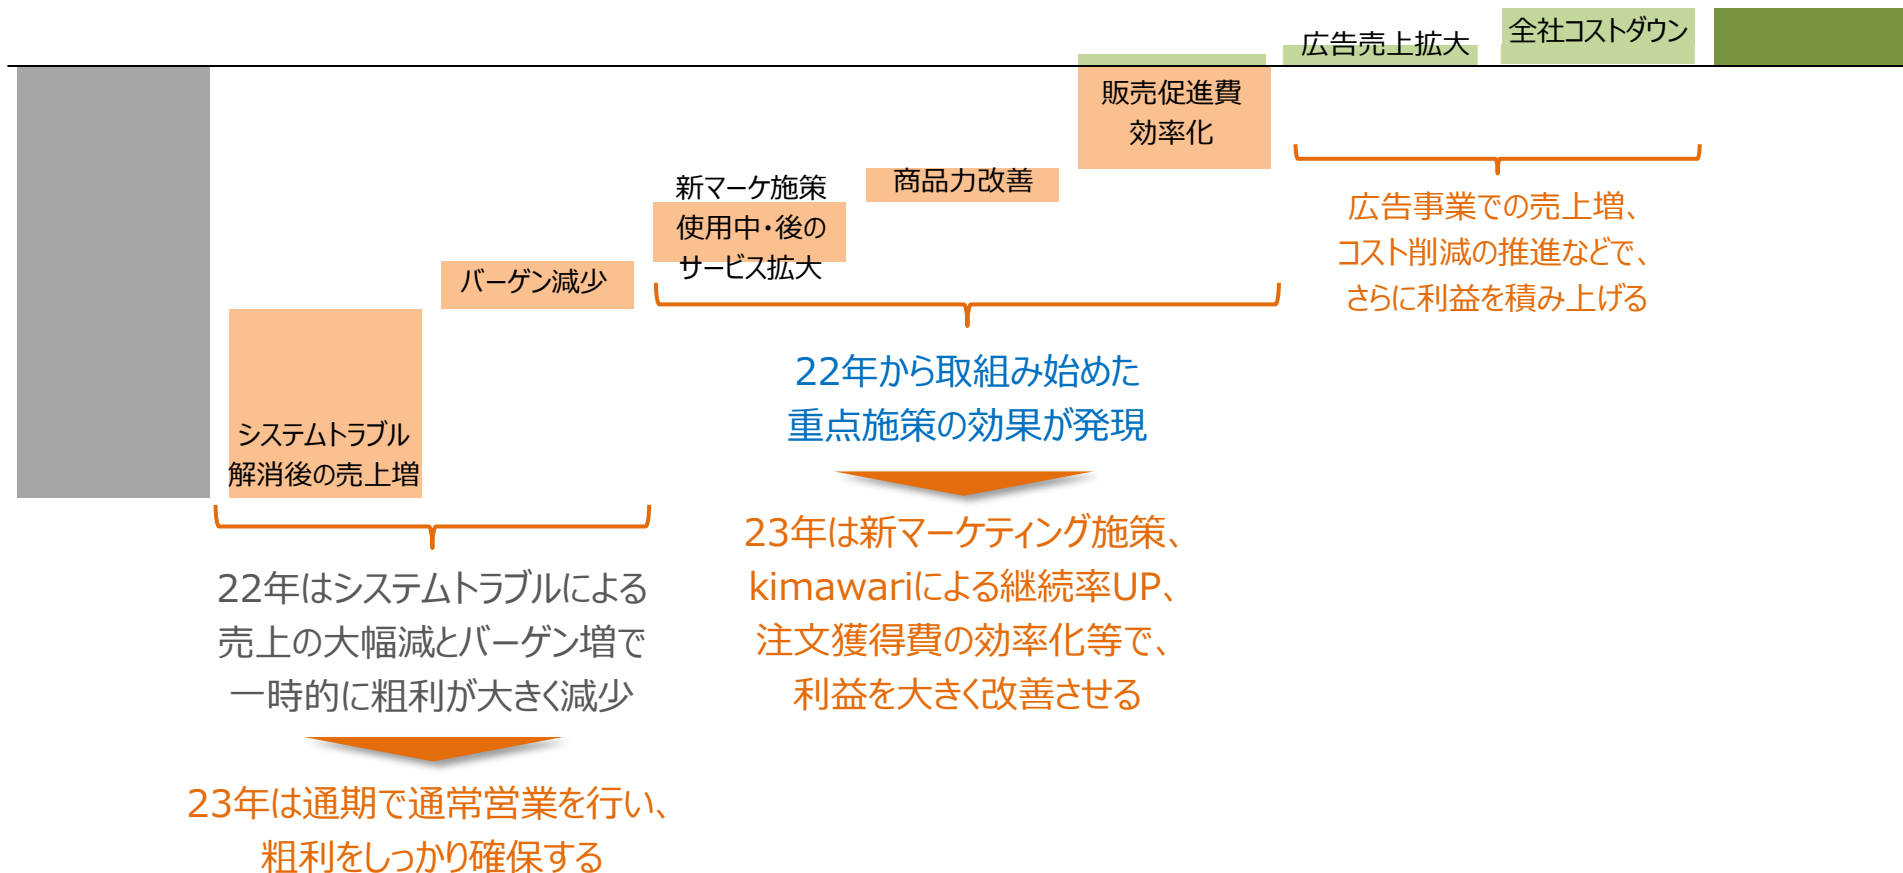 広告売上拡大
全社コストダウン
販売促進費
効率化
新マーケ施策
使用中・後の
サービス拡大
商品力改善
バーゲン減少
システムトラブル
解消後の売上増
広告事業での売上増、
コスト削減の推進などで、
さらに利益を積み上げる
22年から取組み始めた
重点施策の効果が発現
23年は新マーケティング施策、
kimawariによる継続率UP、
注文獲得費の効率化等で、
利益を大きく改善させる
22年はシステムトラブルによる
売上の大幅減とバーゲン増で
一時的に粗利が大きく減少
23年は通期で通常営業を行い、
粗利をしっかり確保する